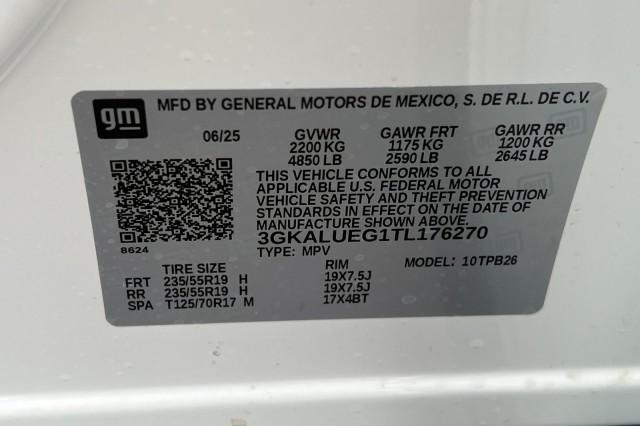 gm
MFD BY GENERAL MOTORS DE MEXICO, S. DE R.L. DE C.V.
06/25 GVWR GAWR FRT GAWR RR
2200 KG 1175 KG 1200 KG
4850 LB 2590 LB 2645 LB
THIS VEHICLE CONFORMS TO ALL
APPLICABLE U.S. FEDERAL MOTOR
VEHICLE SAFETY AND THEFT PREVENTION
STANDARDS IN EFFECT ON THE DATE OF
MANUFACTURE SHOWN ABOVE.
3GKALUEG1TL176270
8624 TYPE: MPV
TIRE SIZE RIM MODEL: 10TPB26
FRT 235/55R19 H 19X7.5J
RR 235/55R19 H 19X7.5J
SPA T125/70R17 M 17X4BT